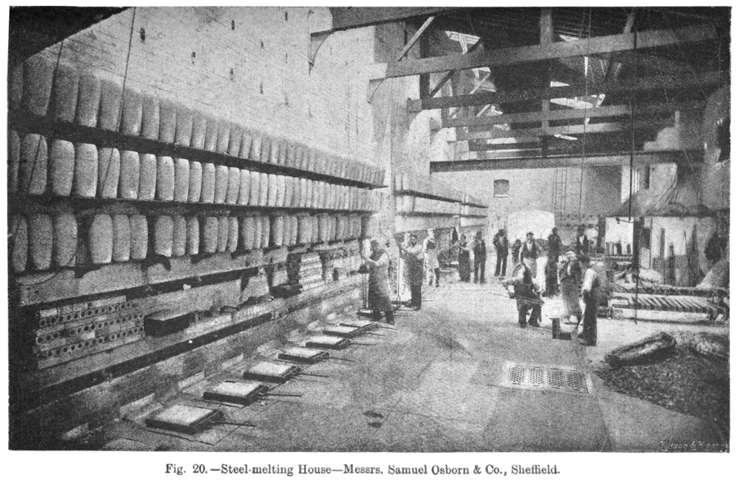 Fig. 20.—Steel-melting House—Messrs. Samuel Osborn & Co., Sheffield.